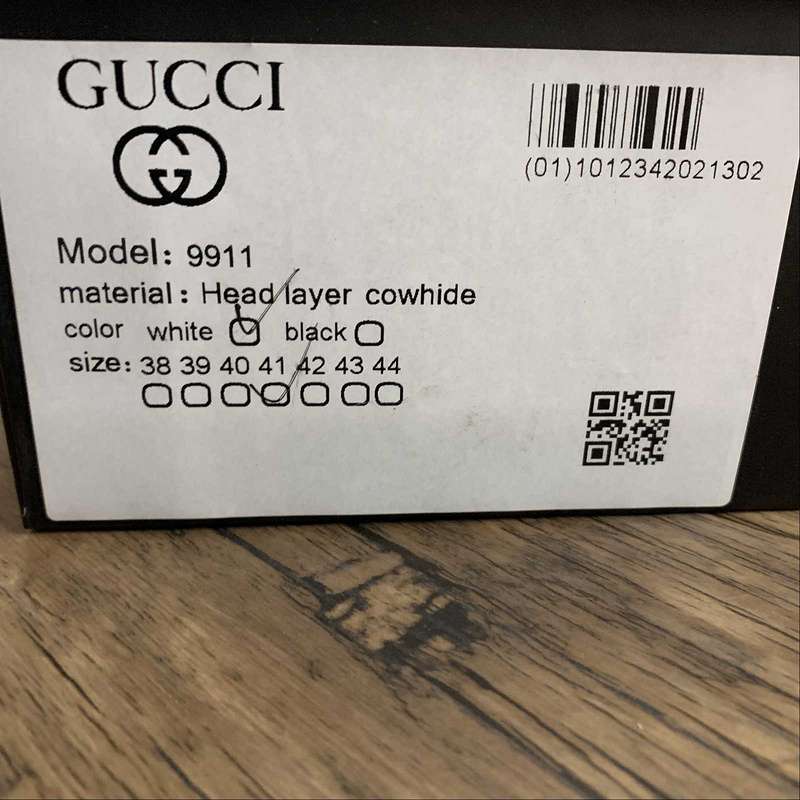 GUCCI
(01)1012342021302
Model: 9911
material: Head layer cowhide
color white black
size: 38 39 40 41 42 43 44